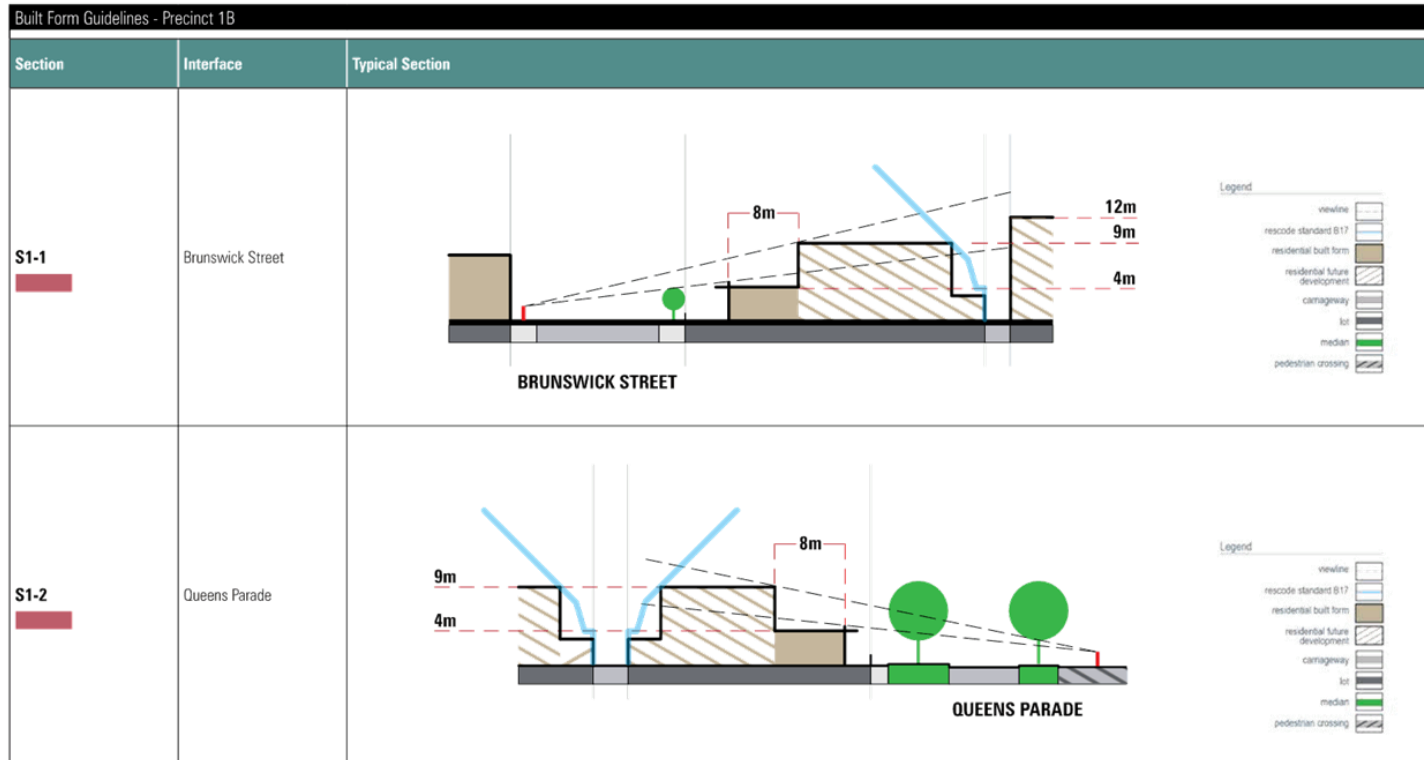 Built Form Guidelines - Precinct 1B
Section
Interface
Typical Section
S1-1
Brunswick Street
8m
12m
9m
4m
BRUNSWICK STREET
Legend
viewline
rescode standard B17
residential built form
residential future
development
carriageway
lot
median
pedestrian crossing
S1-2
Queens Parade
9m
4m
8m
QUEENS PARADE
Legend
viewline
rescode standard B17
residential built form
residential future
development
carriageway
lot
median
pedestrian crossing